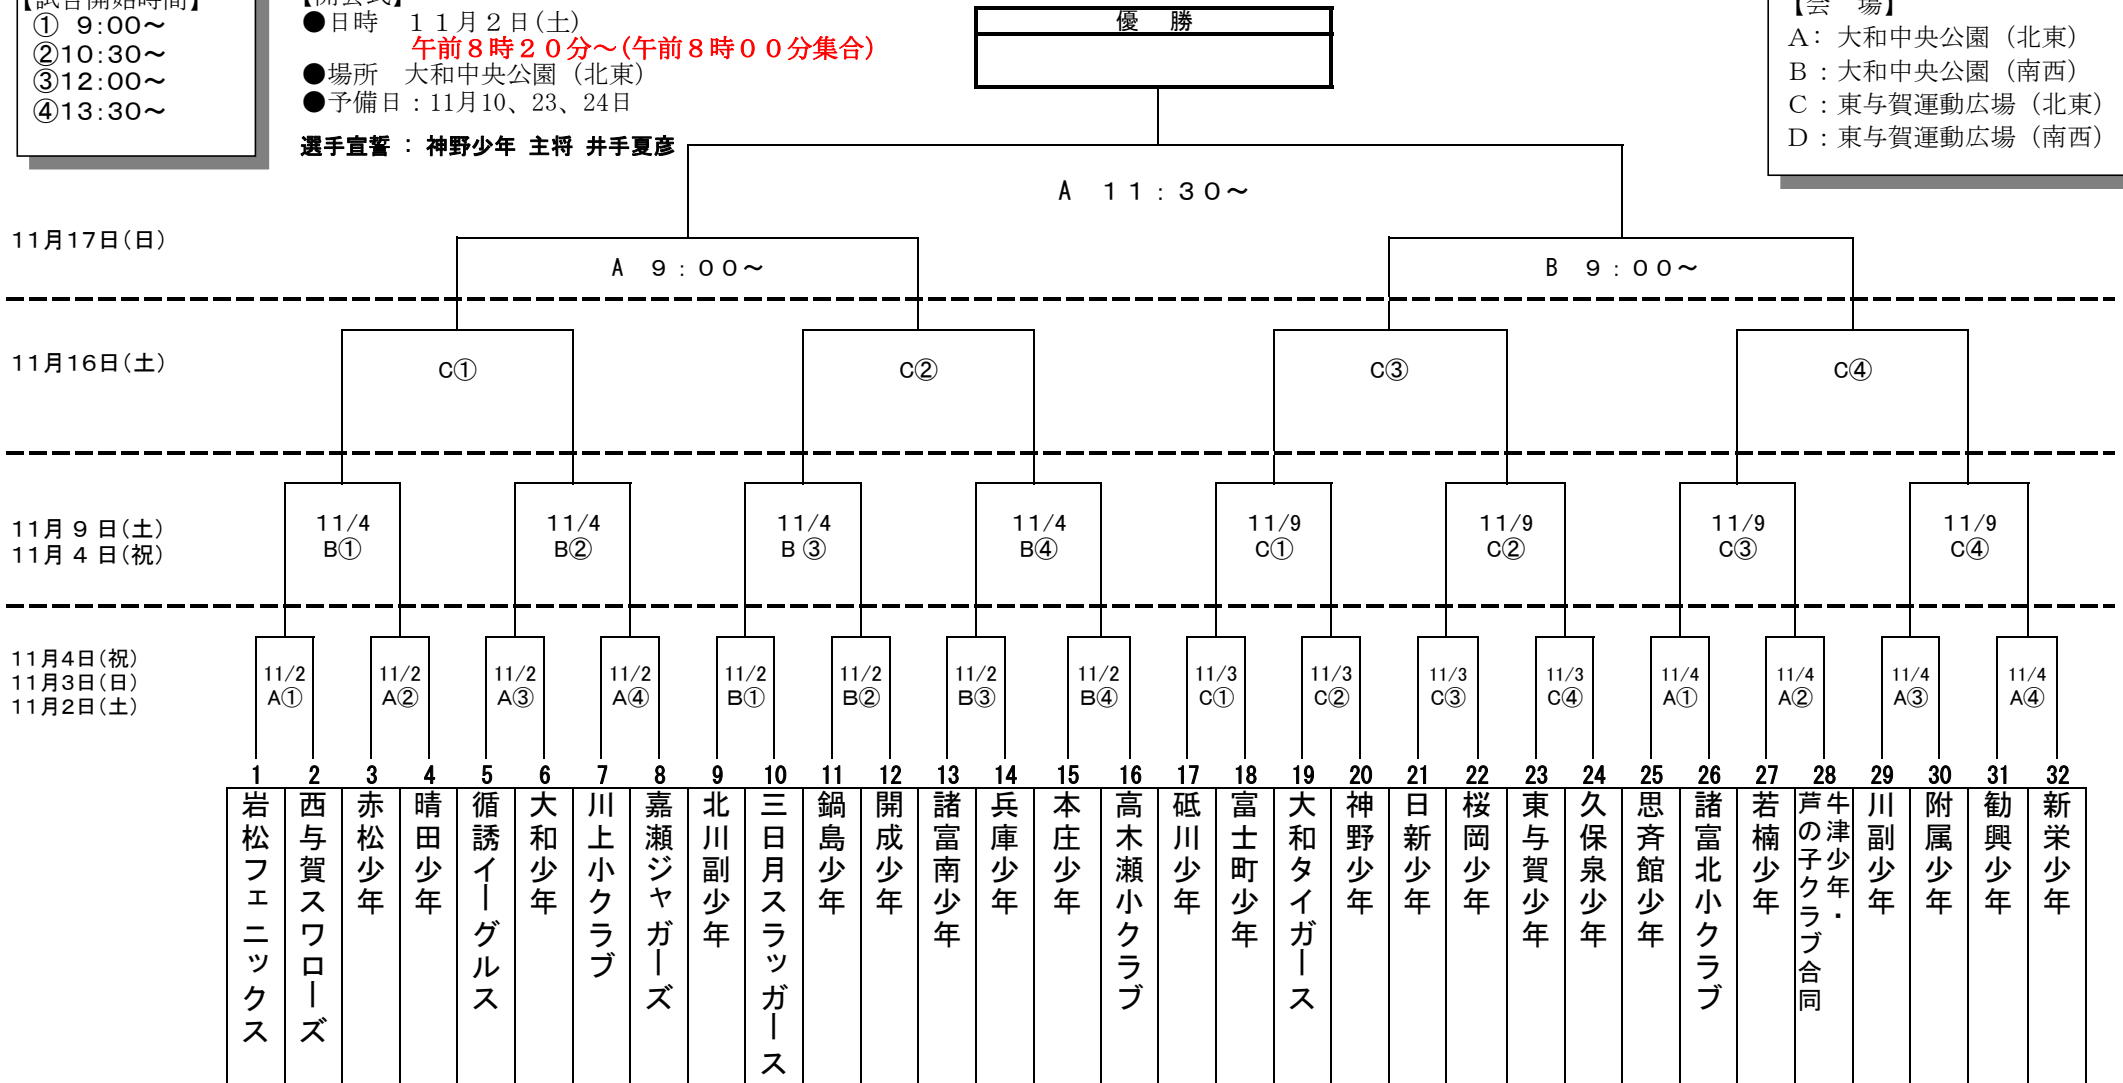 【試合開始時間】
① 9:00～
②10:30～
③12:00～
④13:30～
【開会式】
●日時　１１月２日(土)
午前８時２０分～(午前８時００分集合)
●場所　大和中央公園（北東）
●予備日：11月10、23、24日
選手宣誓 ： 神野少年 主将 井手夏彦
優　勝
【会　場】
Ａ：大和中央公園（北東）
Ｂ：大和中央公園（南西）
Ｃ：東与賀運動広場（北東）
Ｄ：東与賀運動広場（南西）
A　１１：３０～
11月17日(日)
A　９：００～
B　９：００～
11月16日(土)
C①
C②
C③
C④
11月 9 日(土)
11月 4 日(祝)
11/4
B①
11/4
B②
11/4
B ③
11/4
B④
11/9
C①
11/9
C②
11/9
C③
11/9
C④
11月4日(祝)
11月3日(日)
11月2日(土)
11/2
A①
11/2
A②
11/2
A③
11/2
A④
11/2
B①
11/2
B②
11/2
B③
11/2
B④
11/3
C①
11/3
C②
11/3
C③
11/3
C④
11/4
A①
11/4
A②
11/4
A③
11/4
A④
1
岩松フェニックス
2
西与賀スワローズ
3
赤松少年
4
晴田少年
5
循誘イーグルス
6
大和少年
7
川上小クラブ
8
嘉瀬ジャガーズ
9
北川副少年
10
三日月スラッガース
11
鍋島少年
12
開成少年
13
諸富南少年
14
兵庫少年
15
本庄少年
16
高木瀬小クラブ
17
砥川少年
18
富士町少年
19
大和タイガース
20
神野少年
21
日新少年
22
桜岡少年
23
東与賀少年
24
久保泉少年
25
思斉館少年
26
諸富北小クラブ
27
若楠少年
28
牛津少年・
芦の子クラブ合同
29
川副少年
30
附属少年
31
勧興少年
32
新栄少年